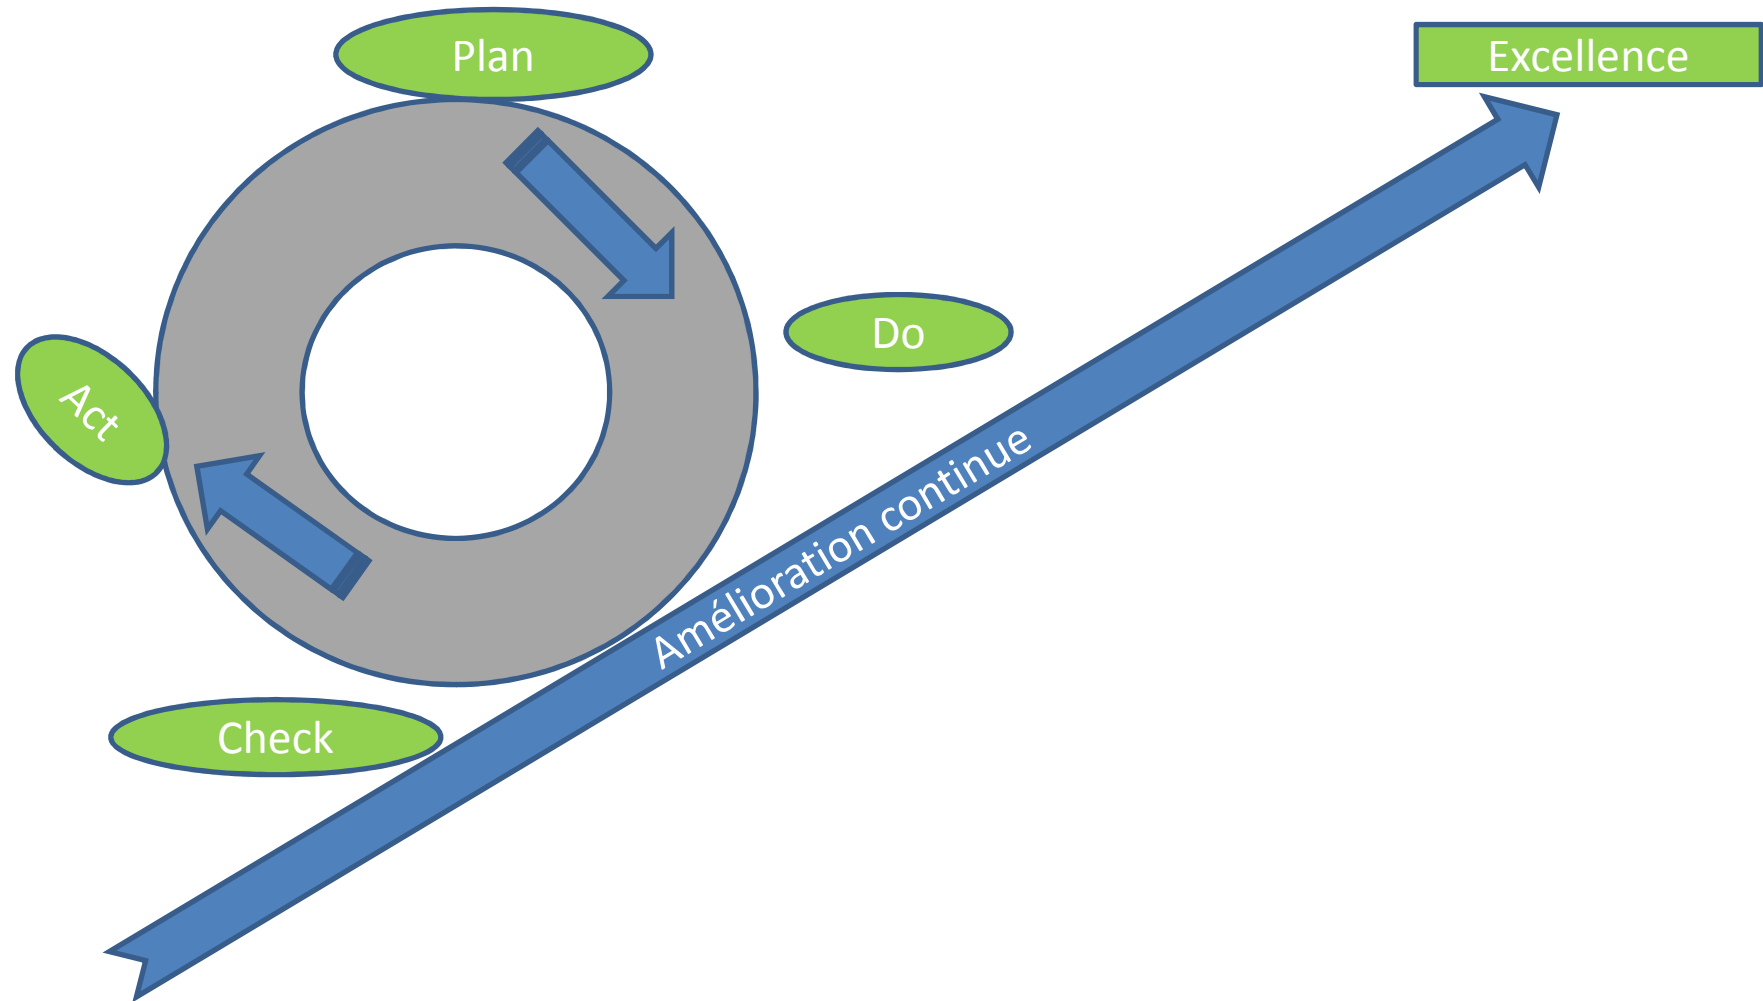 Plan
Excellence
Do
Act
Amélioration continue
Check